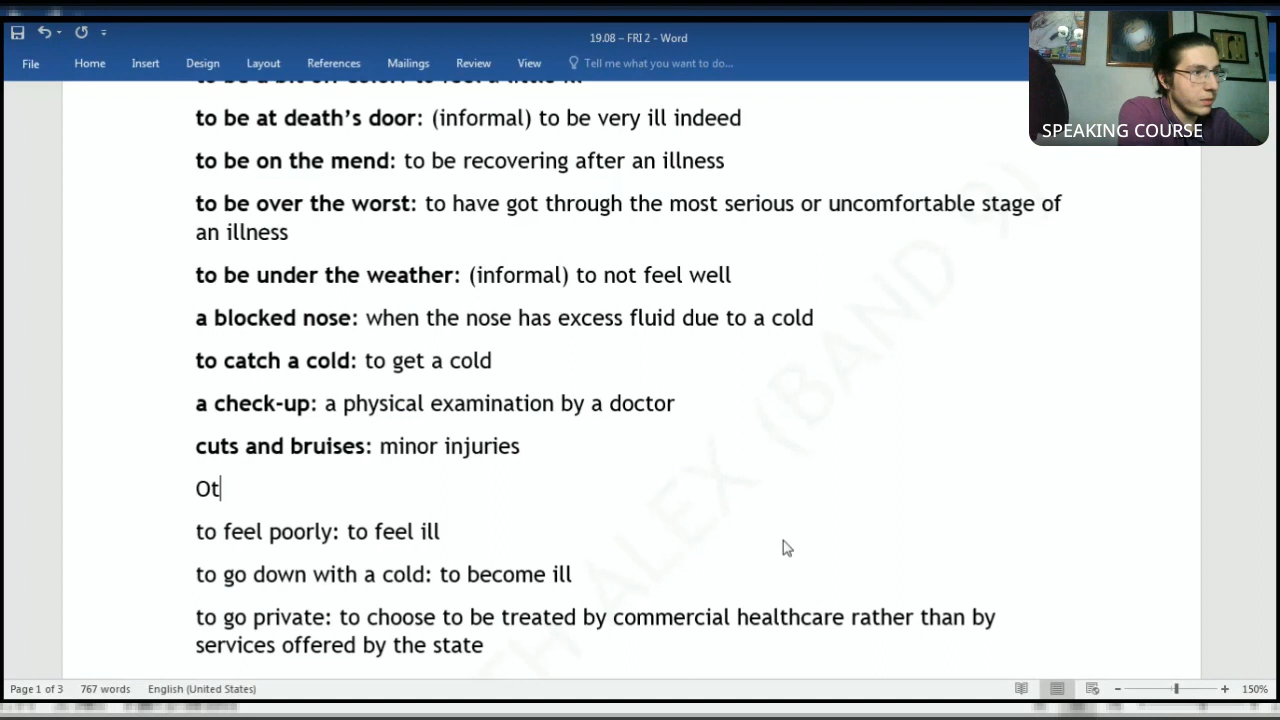 19.08 – FRI 2 - Word
File Home Insert Design Layout References Mailings Review View Tell me what you want to do...
SPEAKING COURSE
to be at death’s door: (informal) to be very ill indeed
to be on the mend: to be recovering after an illness
to be over the worst: to have got through the most serious or uncomfortable stage of
an illness
to be under the weather: (informal) to not feel well
a blocked nose: when the nose has excess fluid due to a cold
to catch a cold: to get a cold
a check-up: a physical examination by a doctor
cuts and bruises: minor injuries
Ot
to feel poorly: to feel ill
to go down with a cold: to become ill
to go private: to choose to be treated by commercial healthcare rather than by
services offered by the state
ALEX (BAND 9)
Page 1 of 3 767 words English (United States) 150%